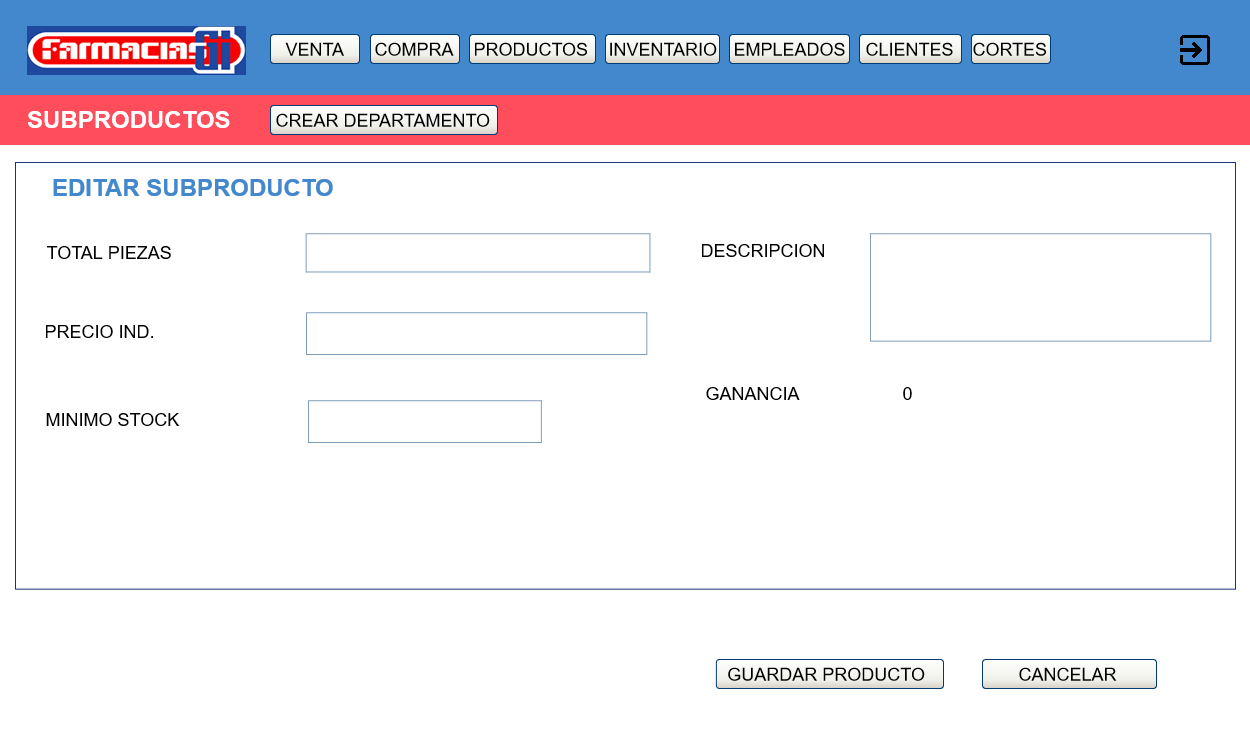 Farmacias SI VENTA COMPRA PRODUCTOS INVENTARIO EMPLEADOS CLIENTES CORTES
SUBPRODUCTOS CREAR DEPARTAMENTO
EDITAR SUBPRODUCTO
TOTAL PIEZAS DESCRIPCION
PRECIO IND.
GANANCIA 0
MINIMO STOCK
GUARDAR PRODUCTO CANCELAR